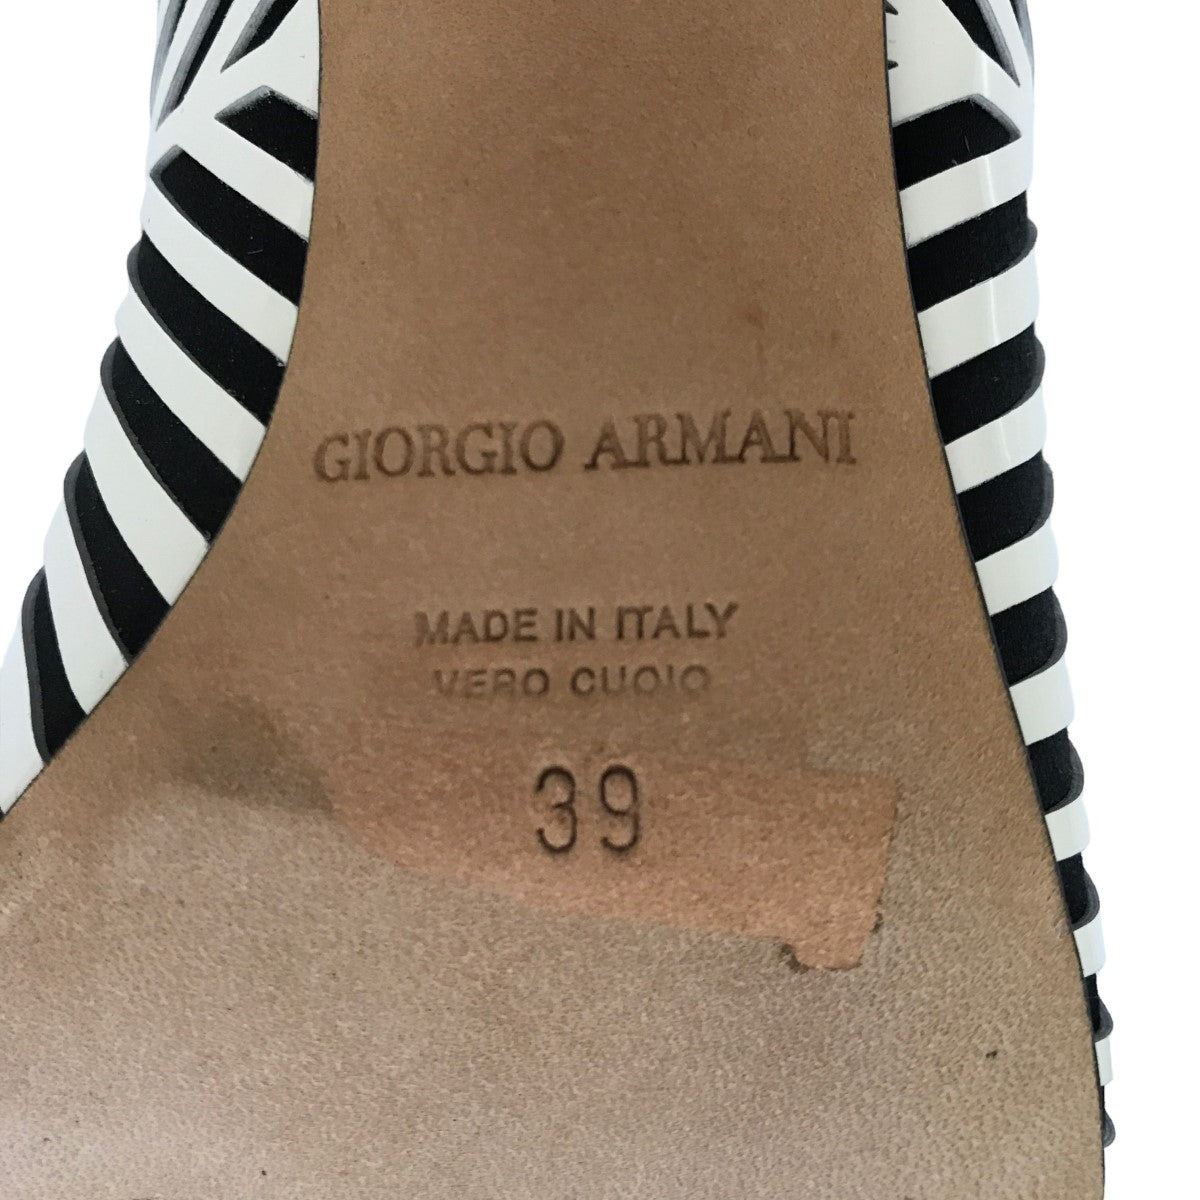 GIORGIO ARMANI
MADE IN ITALY
VERO CUOIO
39